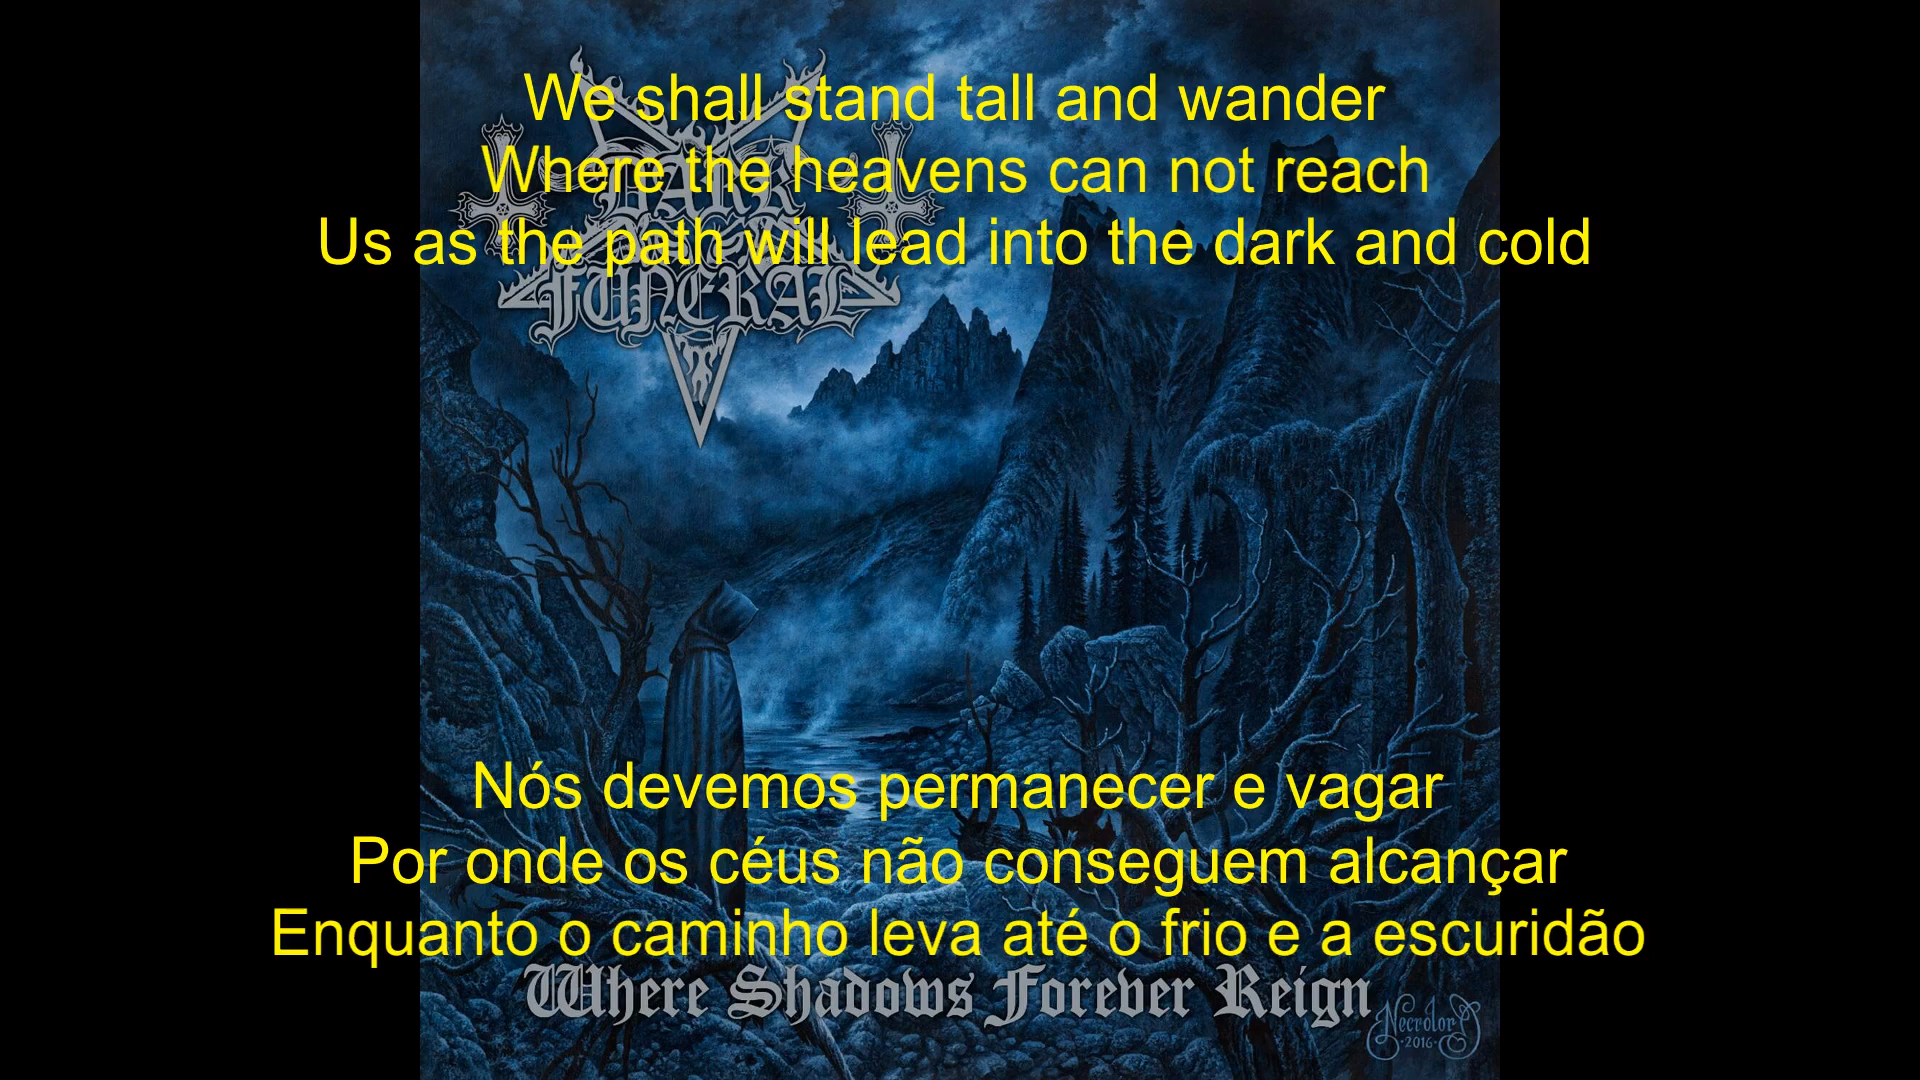 We shall stand tall and wander
Where the heavens can not reach
Us as the path will lead into the dark and cold
DARK
FUNERAL
Nós devemos permanecer e vagar
Por onde os céus não conseguem alcançar
Enquanto o caminho leva até o frio e a escuridão
Where Shadows Forever Reign
Necrolord
·2016·